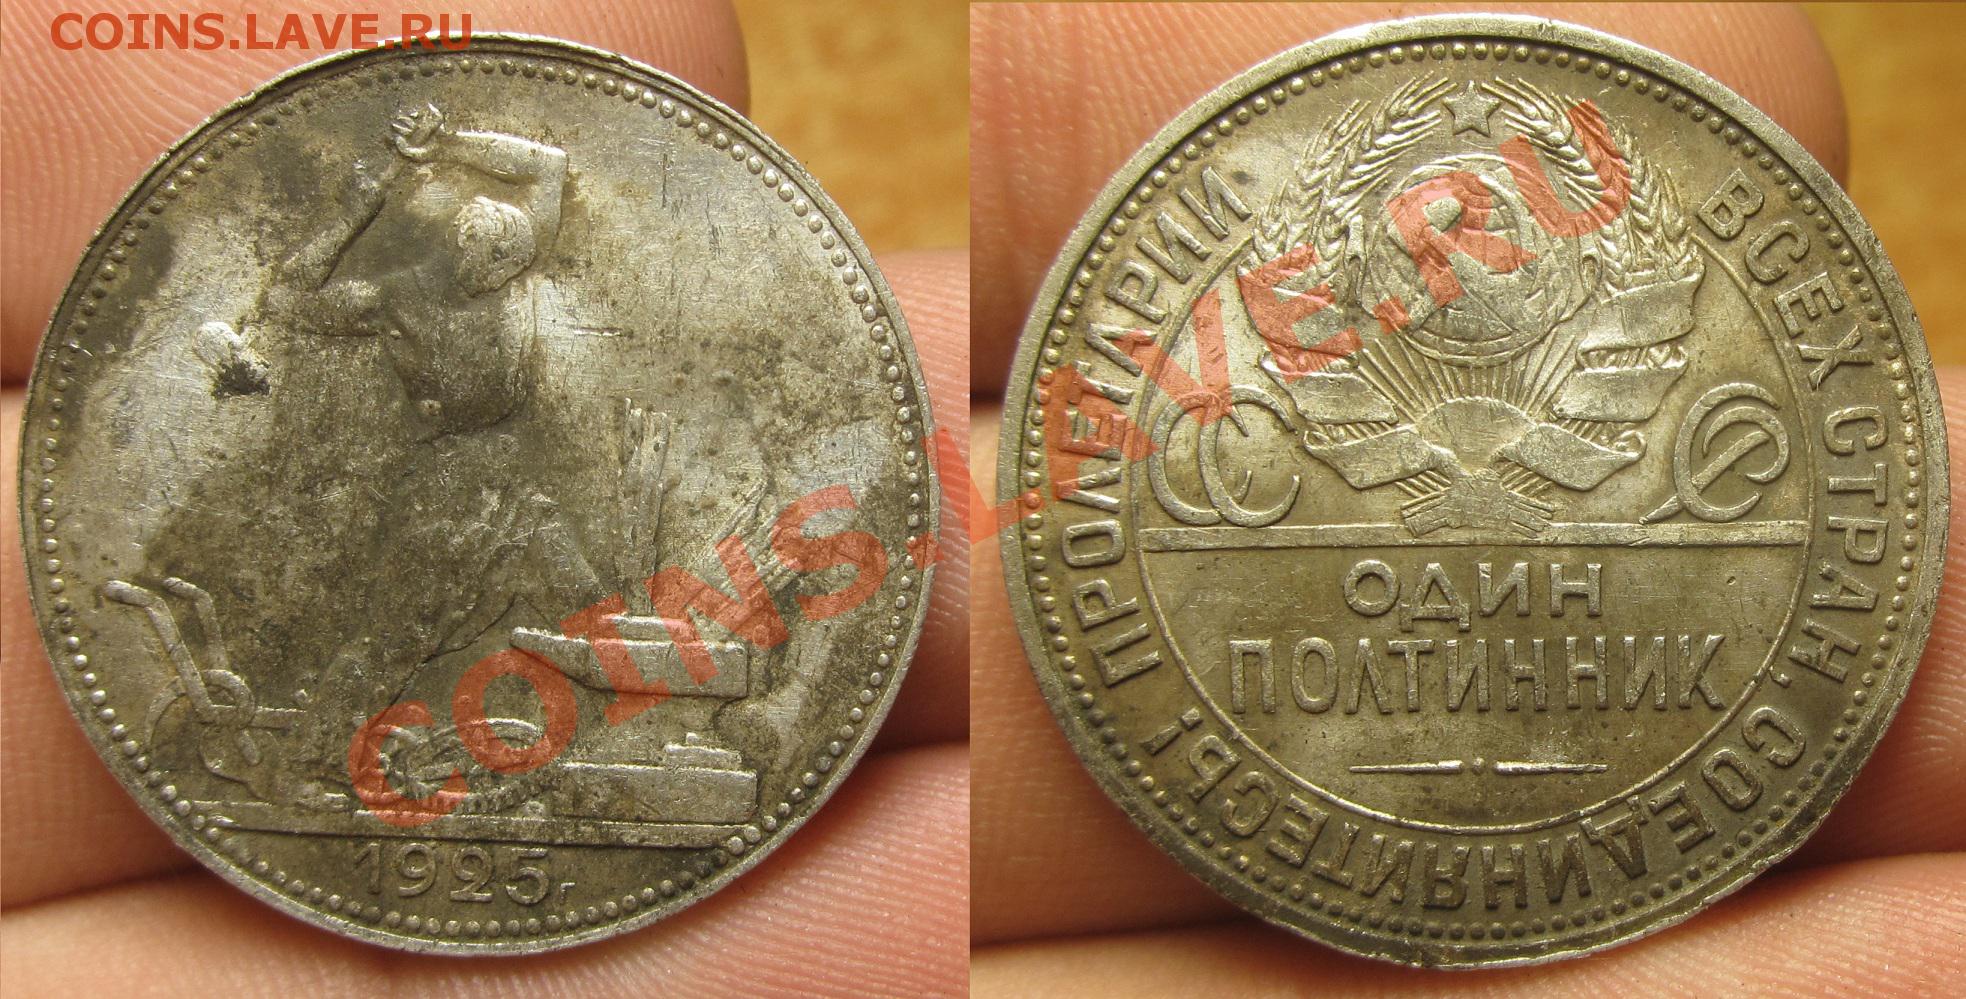 COINS.LAVE.RU
COINS.LAVE.RU
1925г
ПРОЛЕТАРИИ ВСЕХ СТРАН, СОЕДИНЯЙТЕСЬ!
СССР
ОДИН
ПОЛТИННИК